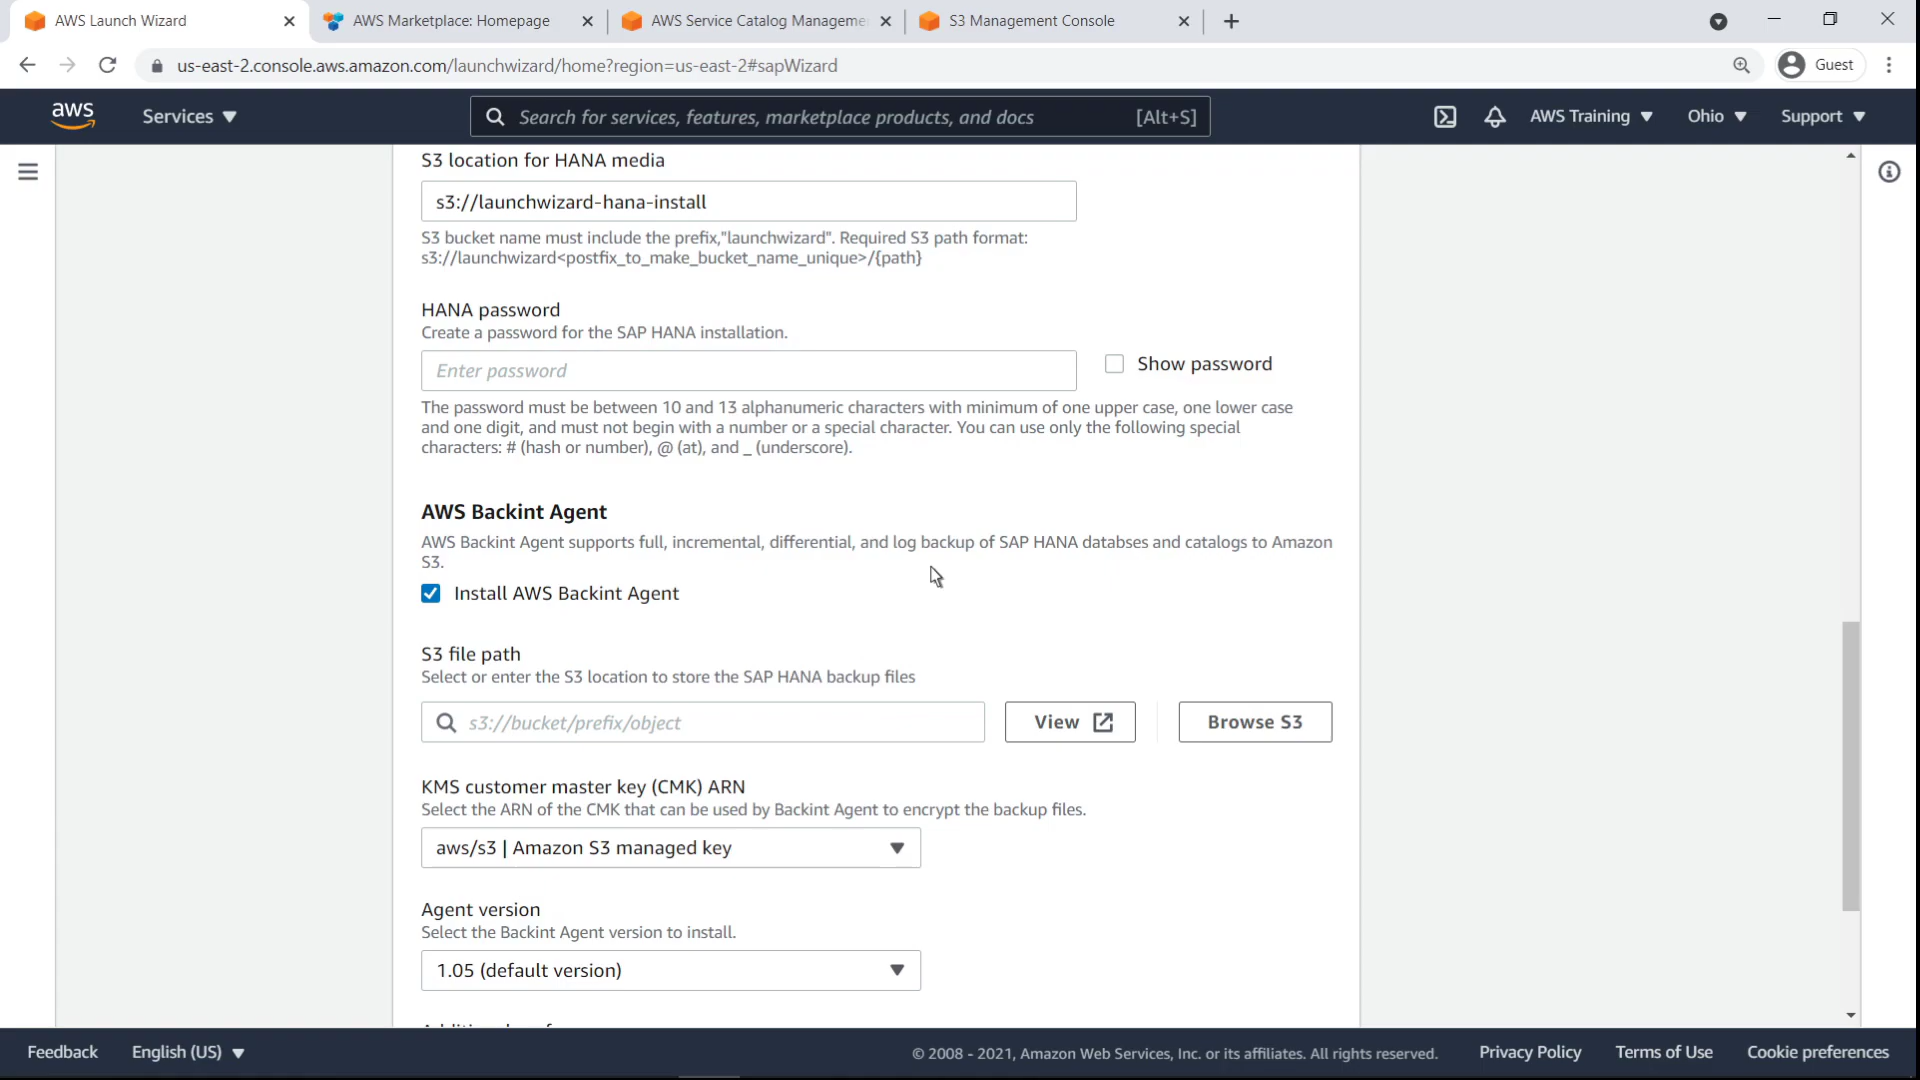 AWS Launch Wizard
AWS Marketplace: Homepage
AWS Service Catalog Manageme
S3 Management Console
us-east-2.console.aws.amazon.com/launchwizard/home?region=us-east-2#sapWizard
Guest
aws
Services
Search for services, features, marketplace products, and docs
[Alt+S]
AWS Training
Ohio
Support
S3 location for HANA media
s3://launchwizard-hana-install
S3 bucket name must include the prefix,"launchwizard". Required S3 path format:
s3://launchwizard<postfix_to_make_bucket_name_unique>/{path}
HANA password
Create a password for the SAP HANA installation.
Enter password
Show password
The password must be between 10 and 13 alphanumeric characters with minimum of one upper case, one lower case
and one digit, and must not begin with a number or a special character. You can use only the following special
characters: # (hash or number), @ (at), and _ (underscore).
AWS Backint Agent
AWS Backint Agent supports full, incremental, differential, and log backup of SAP HANA databses and catalogs to Amazon
S3.
Install AWS Backint Agent
S3 file path
Select or enter the S3 location to store the SAP HANA backup files
s3://bucket/prefix/object
View
Browse S3
KMS customer master key (CMK) ARN
Select the ARN of the CMK that can be used by Backint Agent to encrypt the backup files.
aws/s3 | Amazon S3 managed key
Agent version
Select the Backint Agent version to install.
1.05 (default version)
Feedback
English (US)
© 2008 - 2021, Amazon Web Services, Inc. or its affiliates. All rights reserved.
Privacy Policy
Terms of Use
Cookie preferences